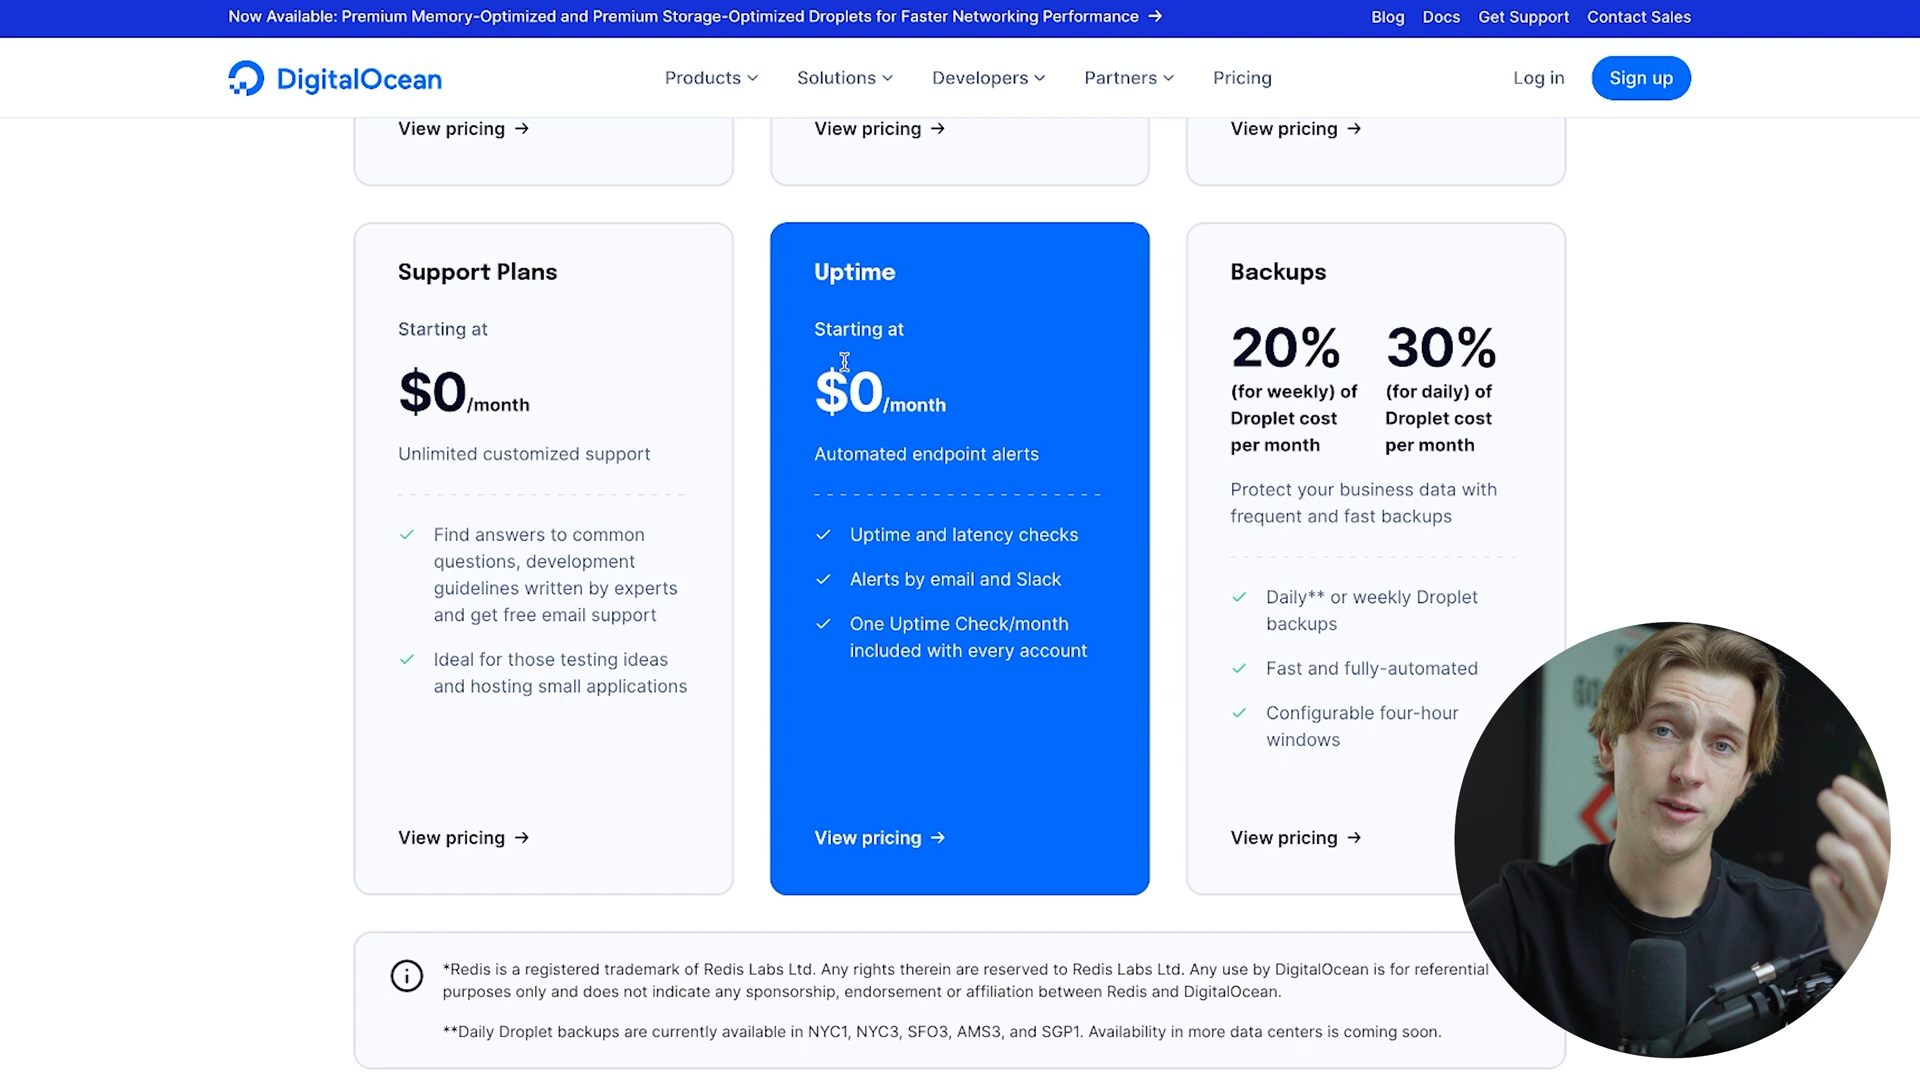 Now Available: Premium Memory-Optimized and Premium Storage-Optimized Droplets for Faster Networking Performance →
Blog Docs Get Support Contact Sales
DigitalOcean
Products Solutions Developers Partners Pricing
Log in Sign up
View pricing →
View pricing →
View pricing →
Support Plans
Starting at
$0/month
Unlimited customized support
Find answers to common
questions, development
guidelines written by experts
and get free email support
Ideal for those testing ideas
and hosting small applications
View pricing →
Uptime
Starting at
$0/month
Automated endpoint alerts
Uptime and latency checks
Alerts by email and Slack
One Uptime Check/month
included with every account
View pricing →
Backups
20%
(for weekly) of
Droplet cost
per month
30%
(for daily) of
Droplet cost
per month
Protect your business data with
frequent and fast backups
Daily** or weekly Droplet
backups
Fast and fully-automated
Configurable four-hour
windows
View pricing →
*Redis is a registered trademark of Redis Labs Ltd. Any rights therein are reserved to Redis Labs Ltd. Any use by DigitalOcean is for referential
purposes only and does not indicate any sponsorship, endorsement or affiliation between Redis and DigitalOcean.
**Daily Droplet backups are currently available in NYC1, NYC3, SFO3, AMS3, and SGP1. Availability in more data centers is coming soon.